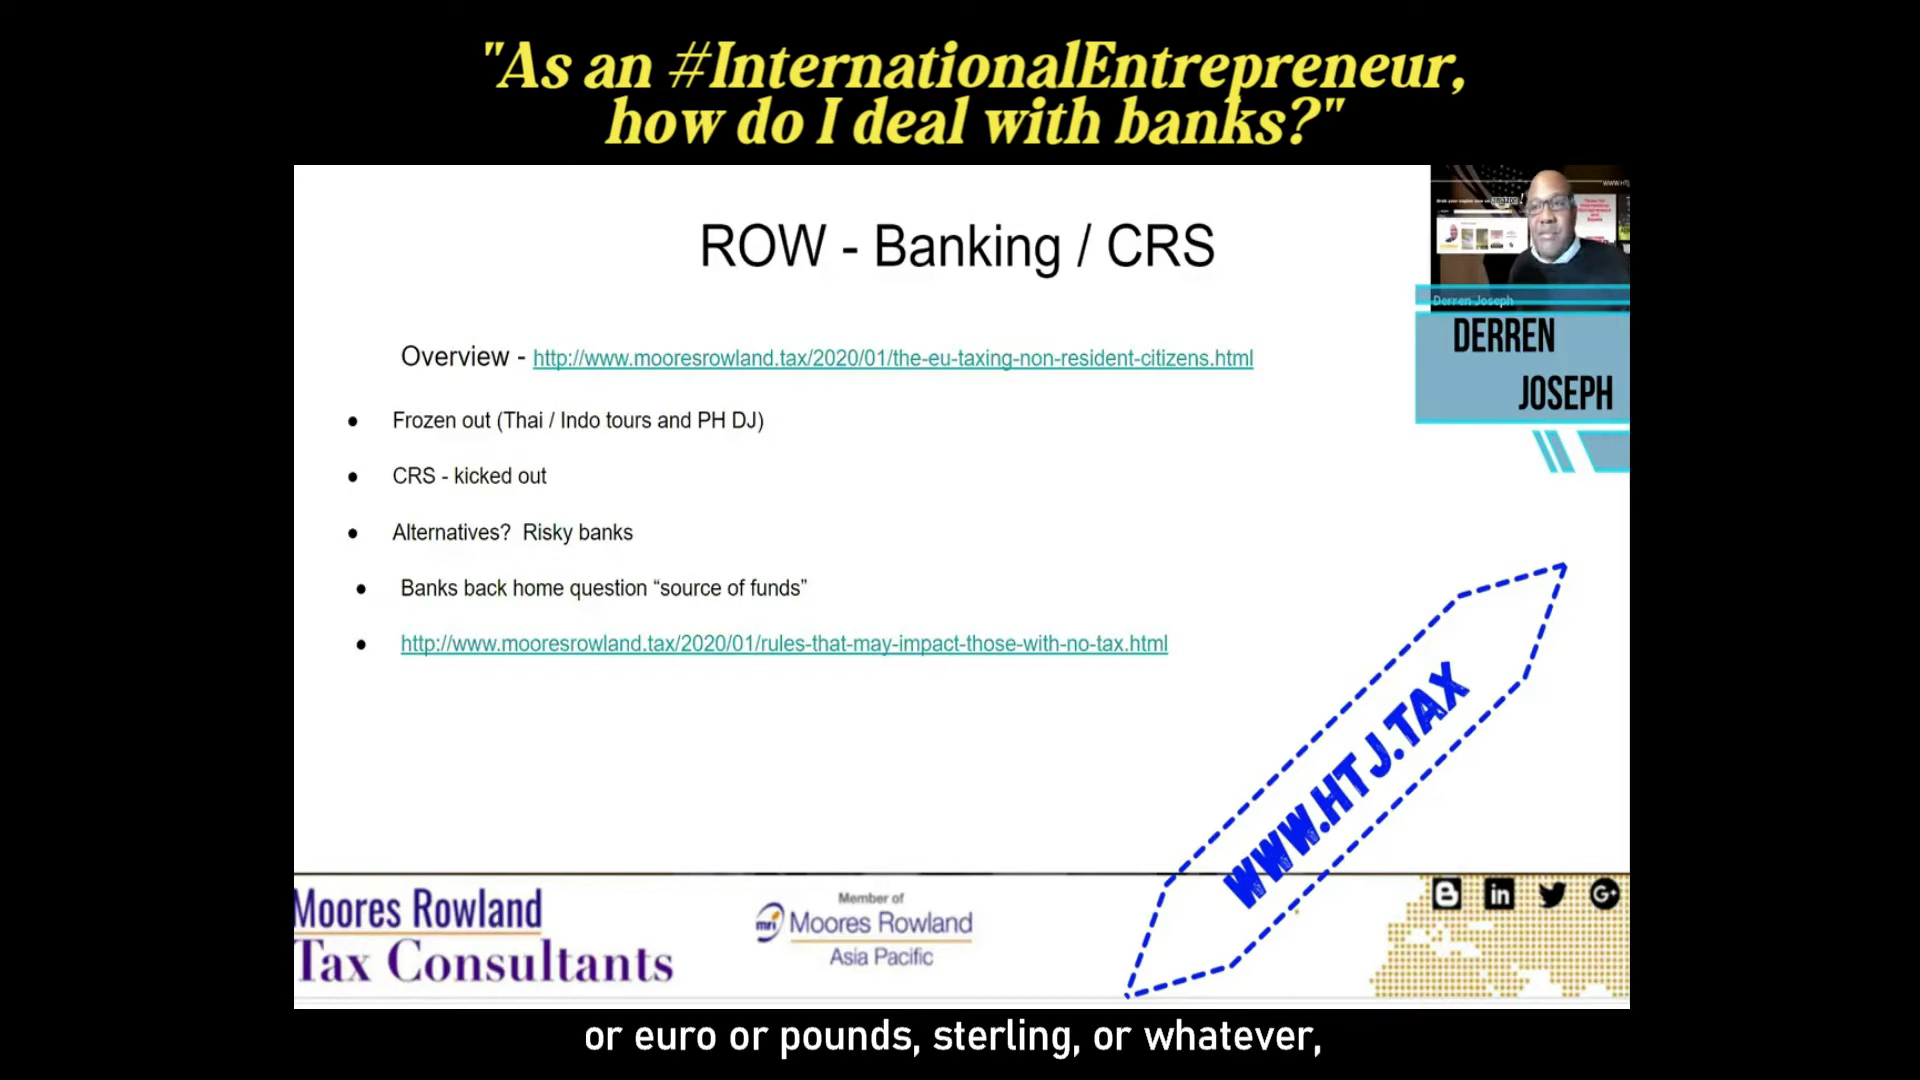 "As an #InternationalEntrepreneur,
how do I deal with banks?"
ROW - Banking / CRS
Derren Joseph
DERREN
JOSEPH
Overview - http://www.mooresrowland.tax/2020/01/the-eu-taxing-non-resident-citizens.html
● Frozen out (Thai / Indo tours and PH DJ)
● CRS - kicked out
● Alternatives?  Risky banks
● Banks back home question “source of funds”
● http://www.mooresrowland.tax/2020/01/rules-that-may-impact-those-with-no-tax.html
WWW.HTJ.TAX
Moores Rowland
Tax Consultants
Member of
mri Moores Rowland
Asia Pacific
or euro or pounds, sterling, or whatever,